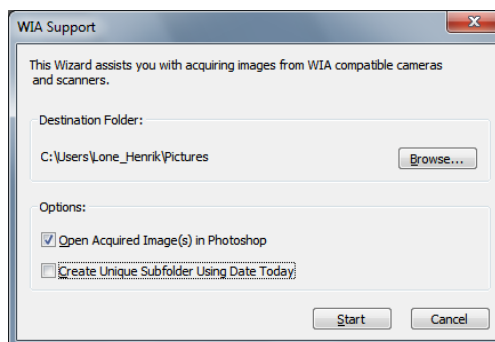 WIA Support
This Wizard assists you with acquiring images from WIA compatible cameras
and scanners.
Destination Folder:
C:\Users\Lone_Henrik\Pictures
Browse...
Options:
Open Acquired Image(s) in Photoshop
Create Unique Subfolder Using Date Today
Start Cancel